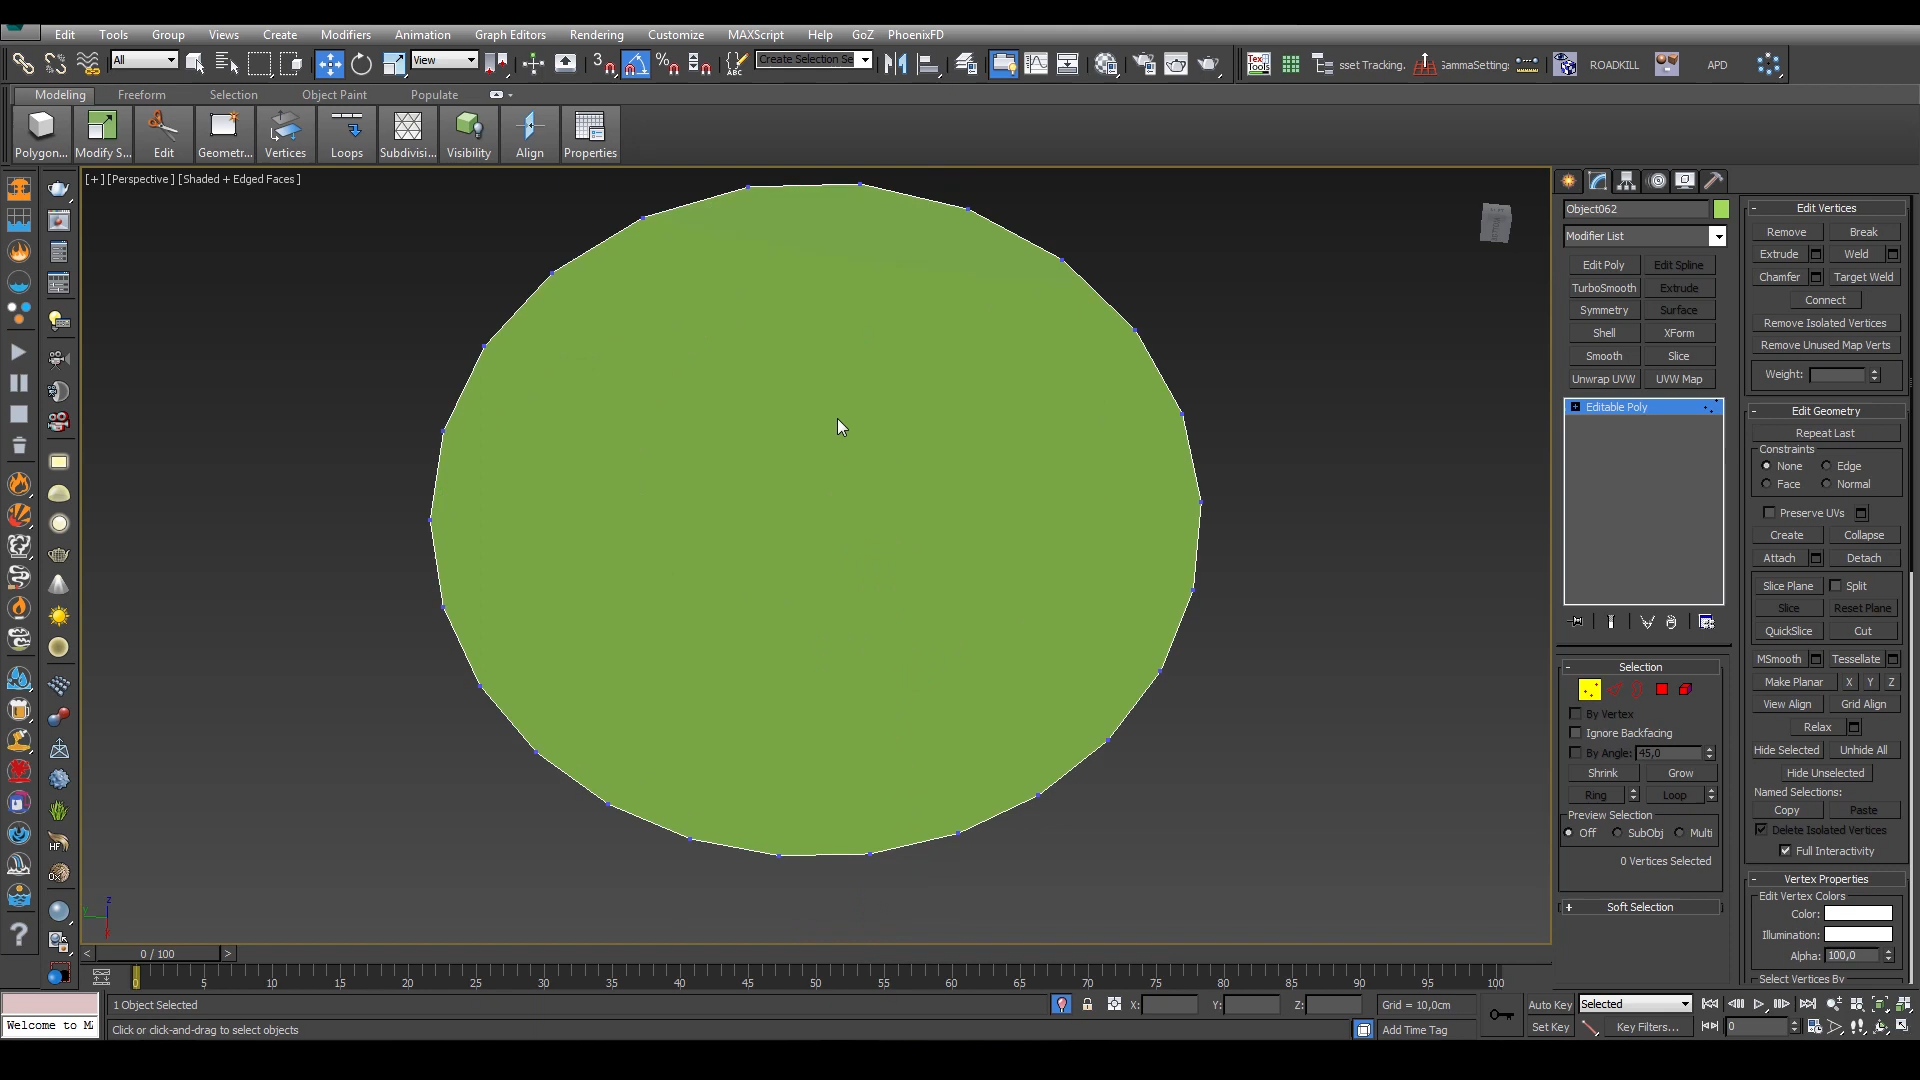 Edit Tools Group Views Create Modifiers Animation Graph Editors Rendering Customize MAXScript Help GoZ PhoenixFD
All View 3 Create Selection Se TexTools sset Tracking. GammaSetting: ROADKILL APD
Modeling Freeform Selection Object Paint Populate
Polygon... Modify S... Edit Geometr... Vertices Loops Subdivisi... Visibility Align Properties
[+][Perspective][Shaded + Edged Faces]
Object062
Modifier List
Edit Poly Edit Spline
TurboSmooth Extrude
Symmetry Surface
Shell XForm
Smooth Slice
Unwrap UVW UVW Map
Editable Poly
- Selection
By Vertex
Ignore Backfacing
By Angle: 45,0
Shrink Grow
Ring Loop
Preview Selection
Off SubObj Multi
0 Vertices Selected
+ Soft Selection
- Edit Vertices
Remove Break
Extrude Weld
Chamfer Target Weld
Connect
Remove Isolated Vertices
Remove Unused Map Verts
Weight:
- Edit Geometry
Repeat Last
Constraints
None Edge
Face Normal
Preserve UVs
Create Collapse
Attach Detach
Slice Plane Split
Slice Reset Plane
QuickSlice Cut
MSmooth Tessellate
Make Planar X Y Z
View Align Grid Align
Relax
Hide Selected Unhide All
Hide Unselected
Named Selections:
Copy Paste
Delete Isolated Vertices
Full Interactivity
- Vertex Properties
Edit Vertex Colors
Color:
Illumination:
Alpha: 100,0
Select Vertices By
HF
z
< 0 / 100 >
0 5 10 15 20 25 30 35 40 45 50 55 60 65 70 75 80 85 90 95 100
1 Object Selected X: Y: Z: Grid = 10,0cm Auto Key Selected
Welcome to MA Click or click-and-drag to select objects Add Time Tag Set Key Key Filters... 0